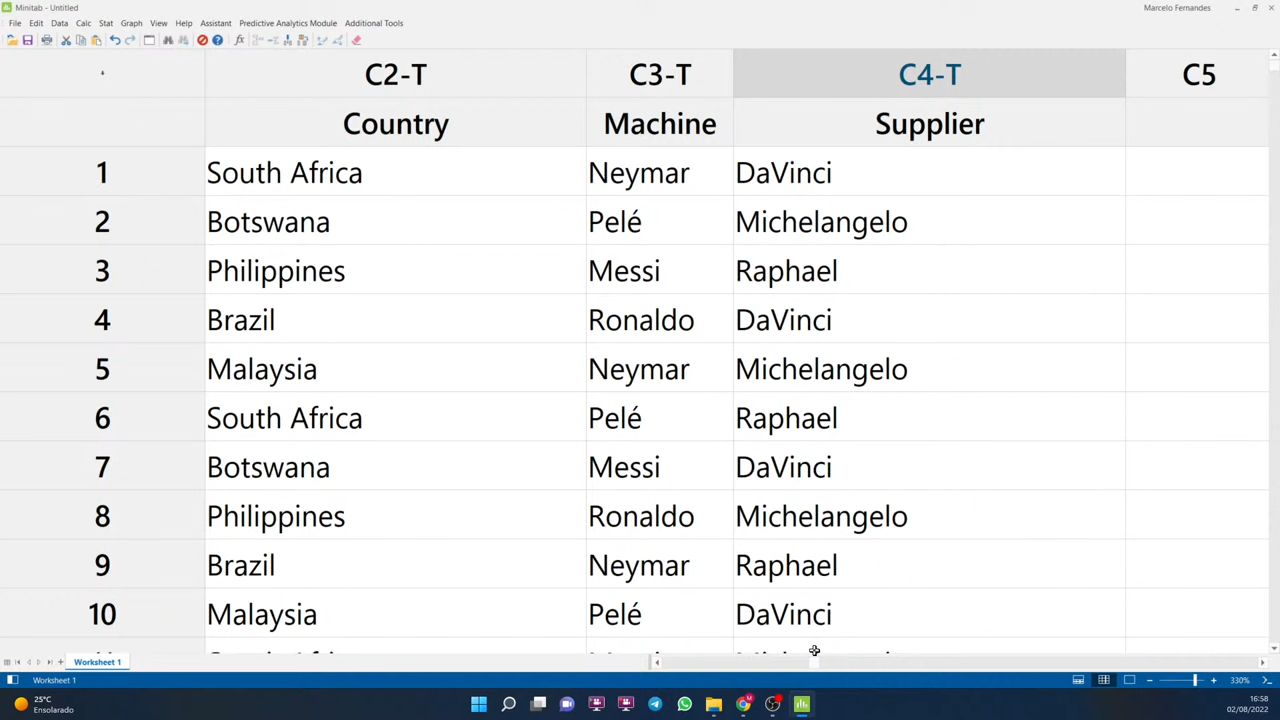 Minitab - Untitled
Marcelo Fernandes
File Edit Data Calc Stat Graph View Help Assistant Predictive Analytics Module Additional Tools
C2-T C3-T C4-T C5
Country Machine Supplier
1 South Africa Neymar DaVinci
2 Botswana Pelé Michelangelo
3 Philippines Messi Raphael
4 Brazil Ronaldo DaVinci
5 Malaysia Neymar Michelangelo
6 South Africa Pelé Raphael
7 Botswana Messi DaVinci
8 Philippines Ronaldo Michelangelo
9 Brazil Neymar Raphael
10 Malaysia Pelé DaVinci
Worksheet 1
Worksheet 1
330%
25°C
Ensolarado
16:58
02/08/2022